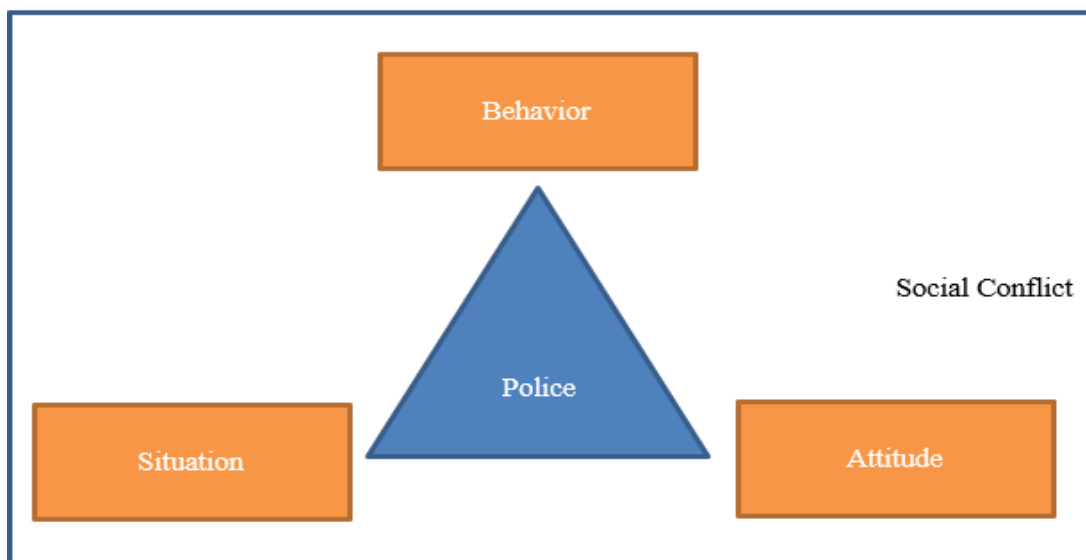 Behavior
Social Conflict
Police
Situation
Attitude